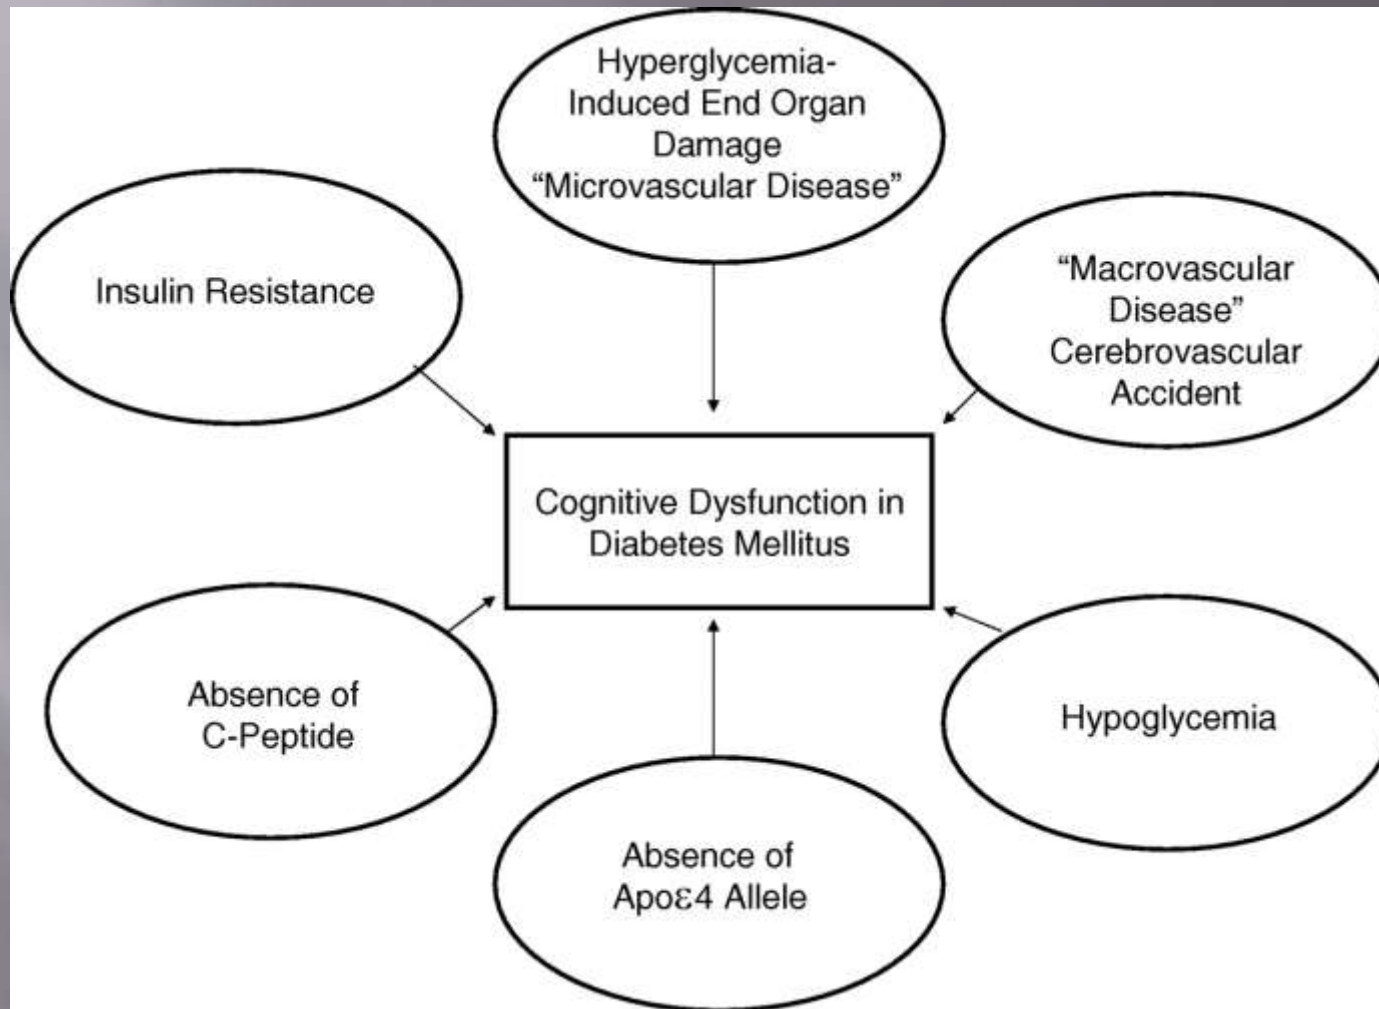 Hyperglycemia-
Induced End Organ
Damage
“Microvascular Disease”
Insulin Resistance
“Macrovascular
Disease”
Cerebrovascular
Accident
Cognitive Dysfunction in
Diabetes Mellitus
Absence of
C-Peptide
Hypoglycemia
Absence of
Apoε4 Allele